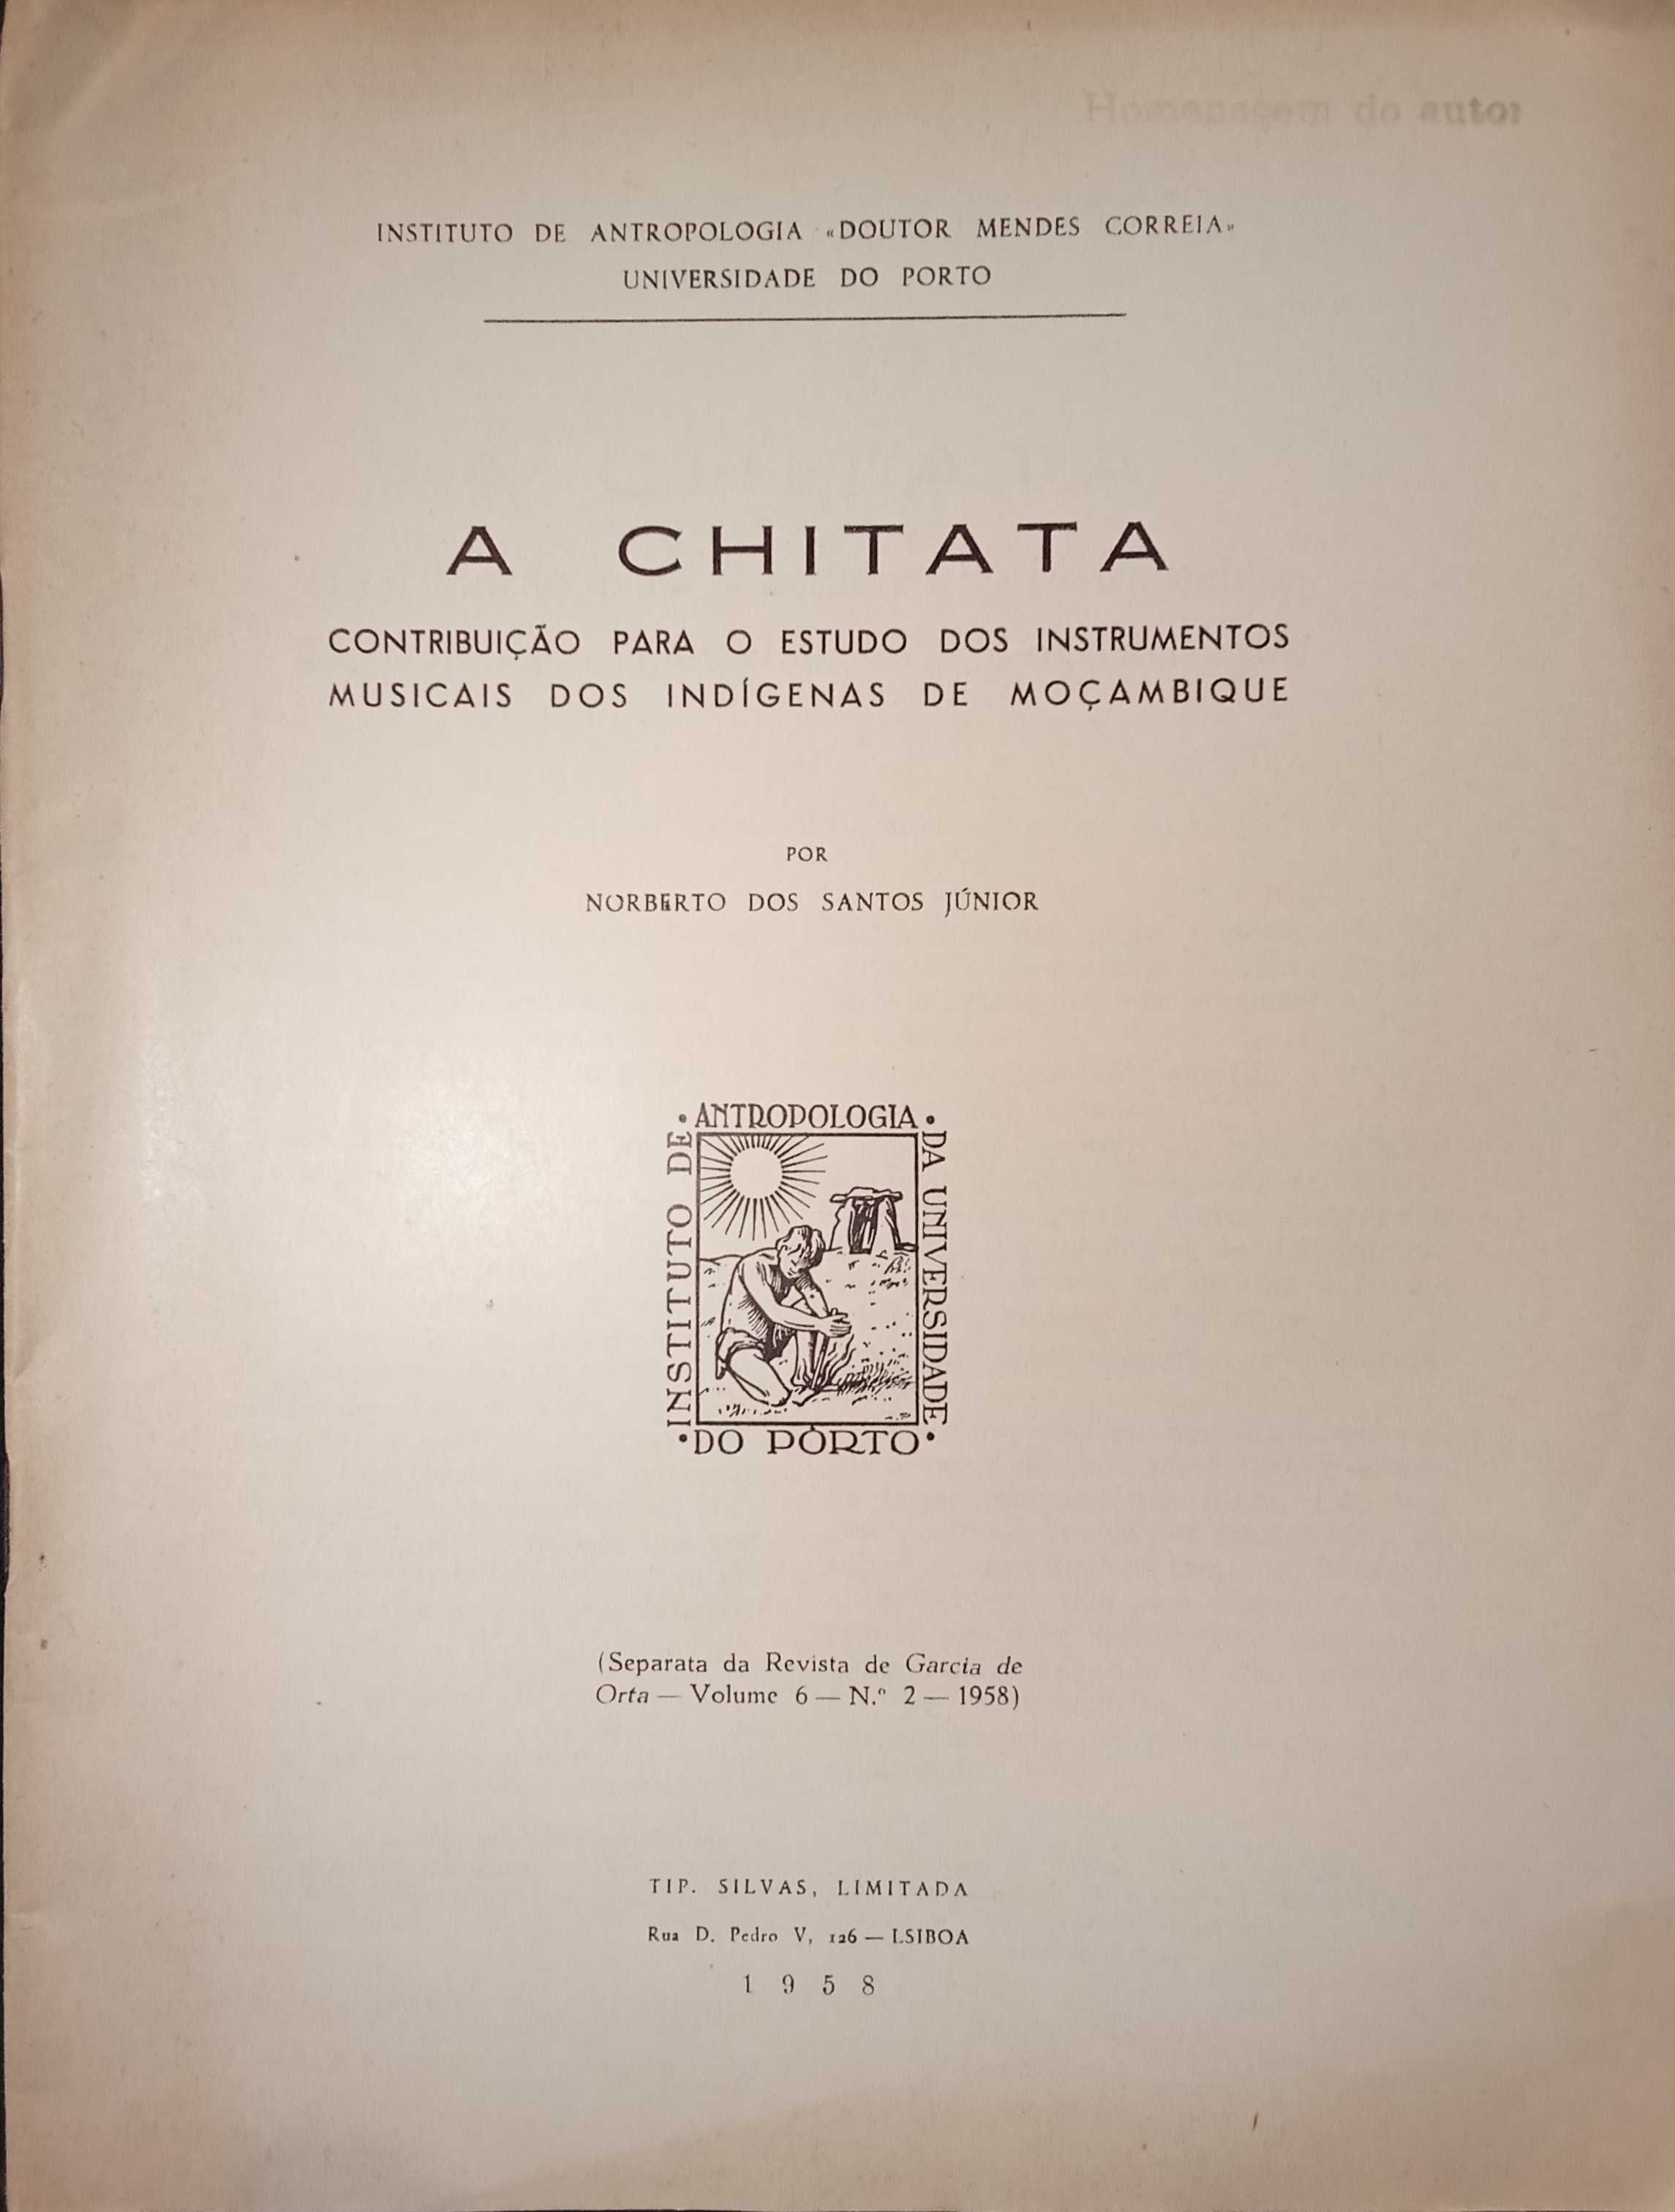 Homenagem do autor
INSTITUTO DE ANTROPOLOGIA «DOUTOR MENDES CORREIA»
UNIVERSIDADE DO PORTO
A CHITATA
CONTRIBUIÇÃO PARA O ESTUDO DOS INSTRUMENTOS
MUSICAIS DOS INDÍGENAS DE MOÇAMBIQUE
POR
NORBERTO DOS SANTOS JÚNIOR
INSTITUTO DE
• ANTROPOLOGIA •
DA UNIVERSIDADE
• DO PÔRTO •
(Separata da Revista de Garcia de
Orta — Volume 6 — N.º 2 — 1958)
TIP. SILVAS, LIMITADA
Rua D. Pedro V, 126 — LSIBOA
1958